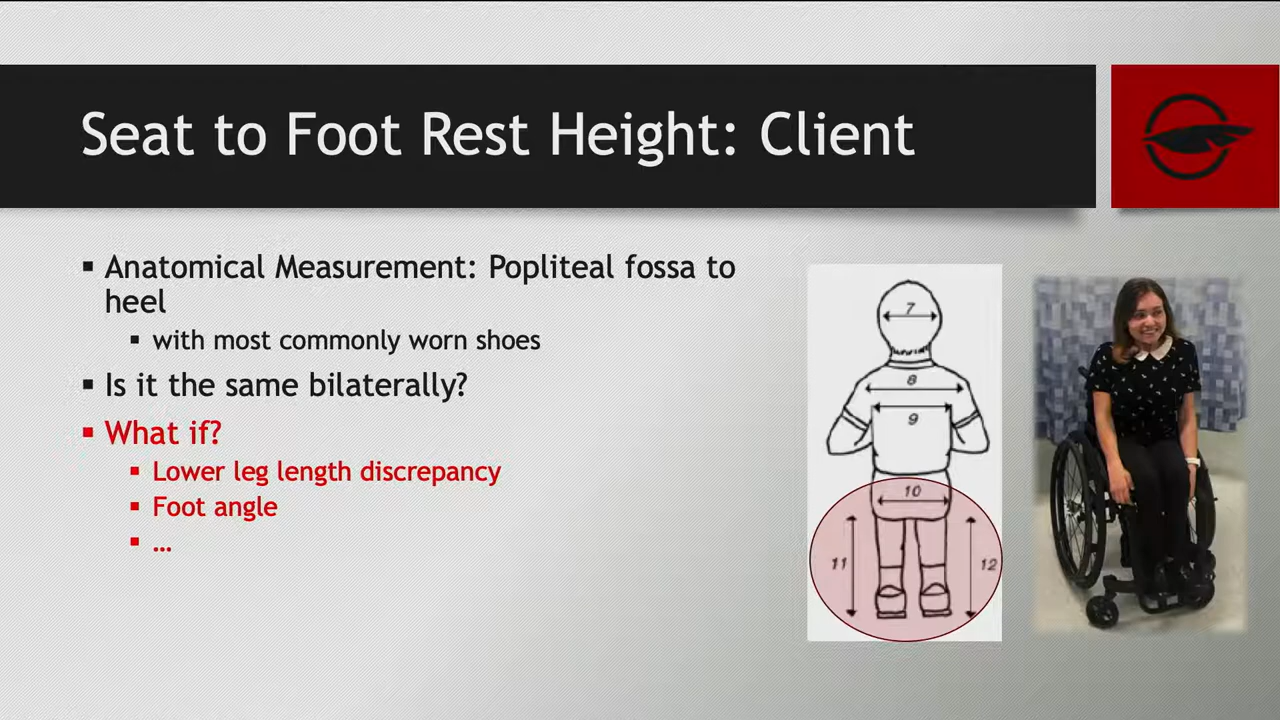 Seat to Foot Rest Height: Client
▪ Anatomical Measurement: Popliteal fossa to
heel
▪ with most commonly worn shoes
▪ Is it the same bilaterally?
▪ What if?
▪ Lower leg length discrepancy
▪ Foot angle
▪ …
7
8
9
10
11
12